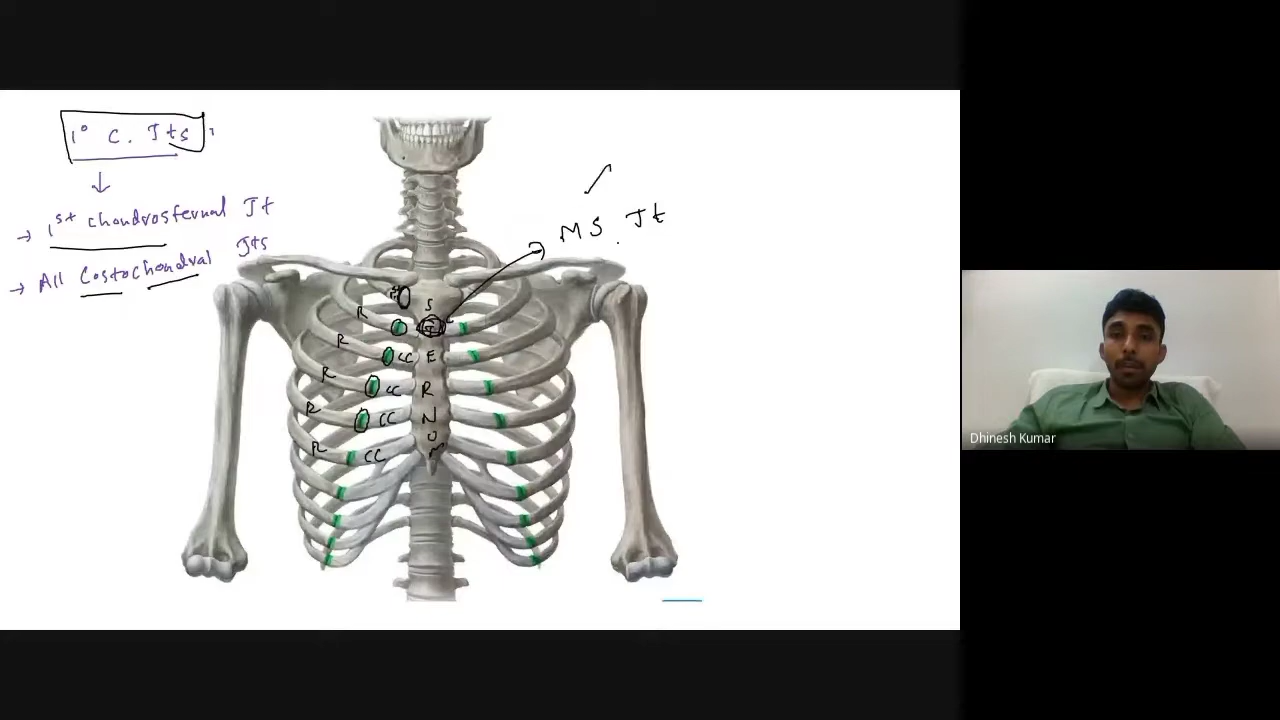 1° C. Jts
→ 1st chondrosternal Jt
→ All Costochondral Jts
MS. Jt
S
R
R
CC
E
R
CC
R
R
CC
N
U
R
CC
m
Dhinesh Kumar